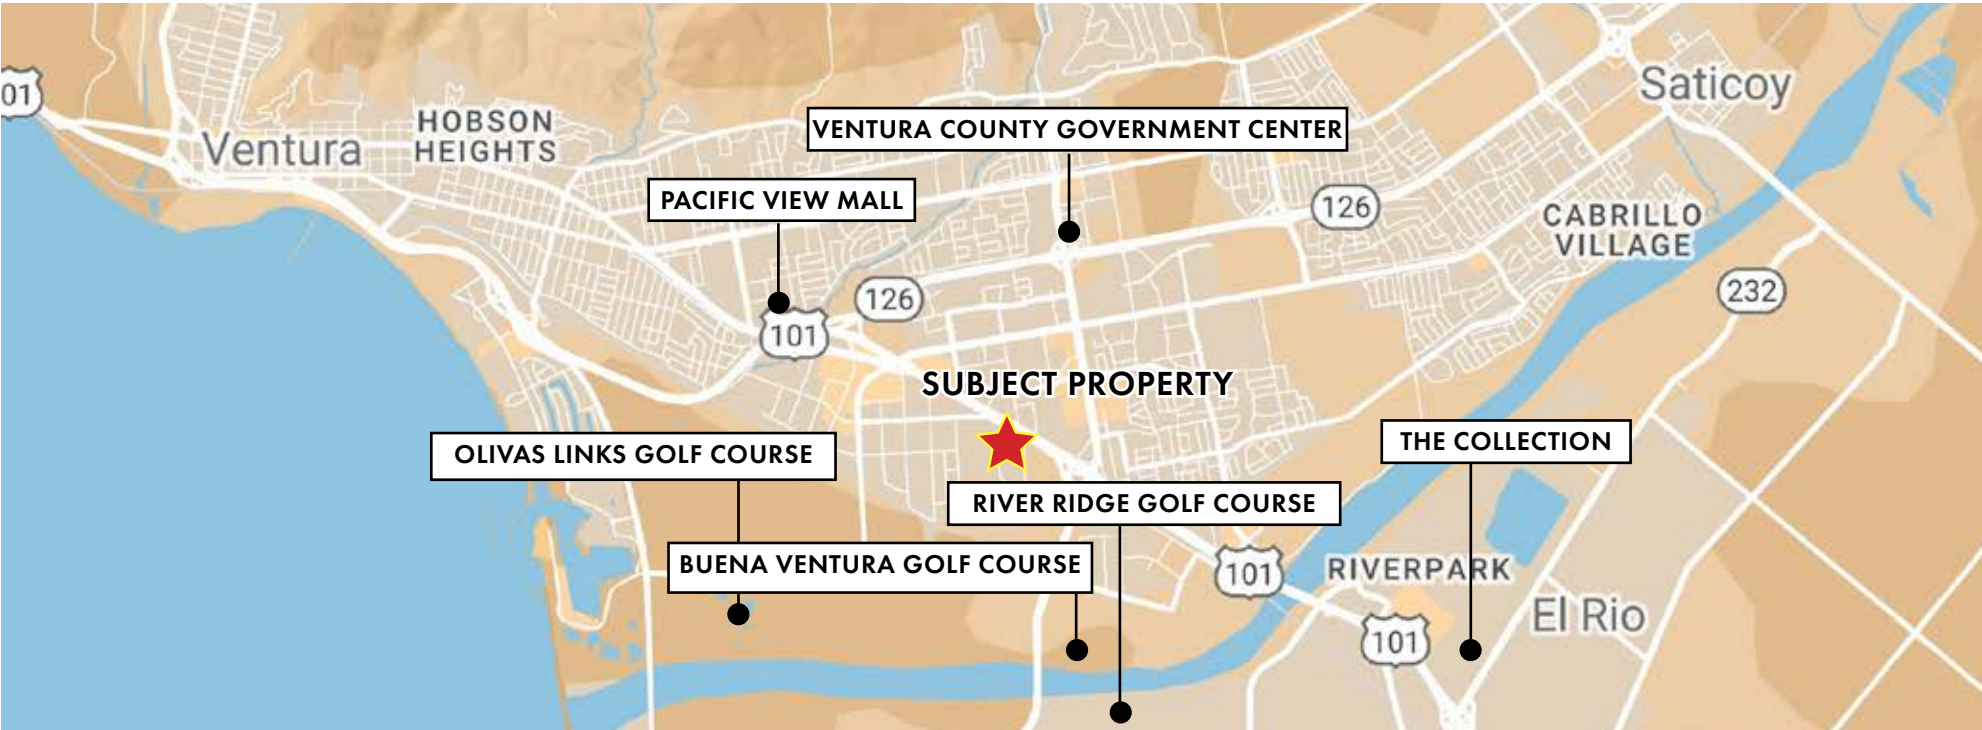 Saticoy
01
HOBSON
HEIGHTS
Ventura
VENTURA COUNTY GOVERNMENT CENTER
PACIFIC VIEW MALL
126
CABRILLO
VILLAGE
126
232
101
SUBJECT PROPERTY
OLIVAS LINKS GOLF COURSE
THE COLLECTION
RIVER RIDGE GOLF COURSE
BUENA VENTURA GOLF COURSE
101
RIVERPARK
El Rio
101